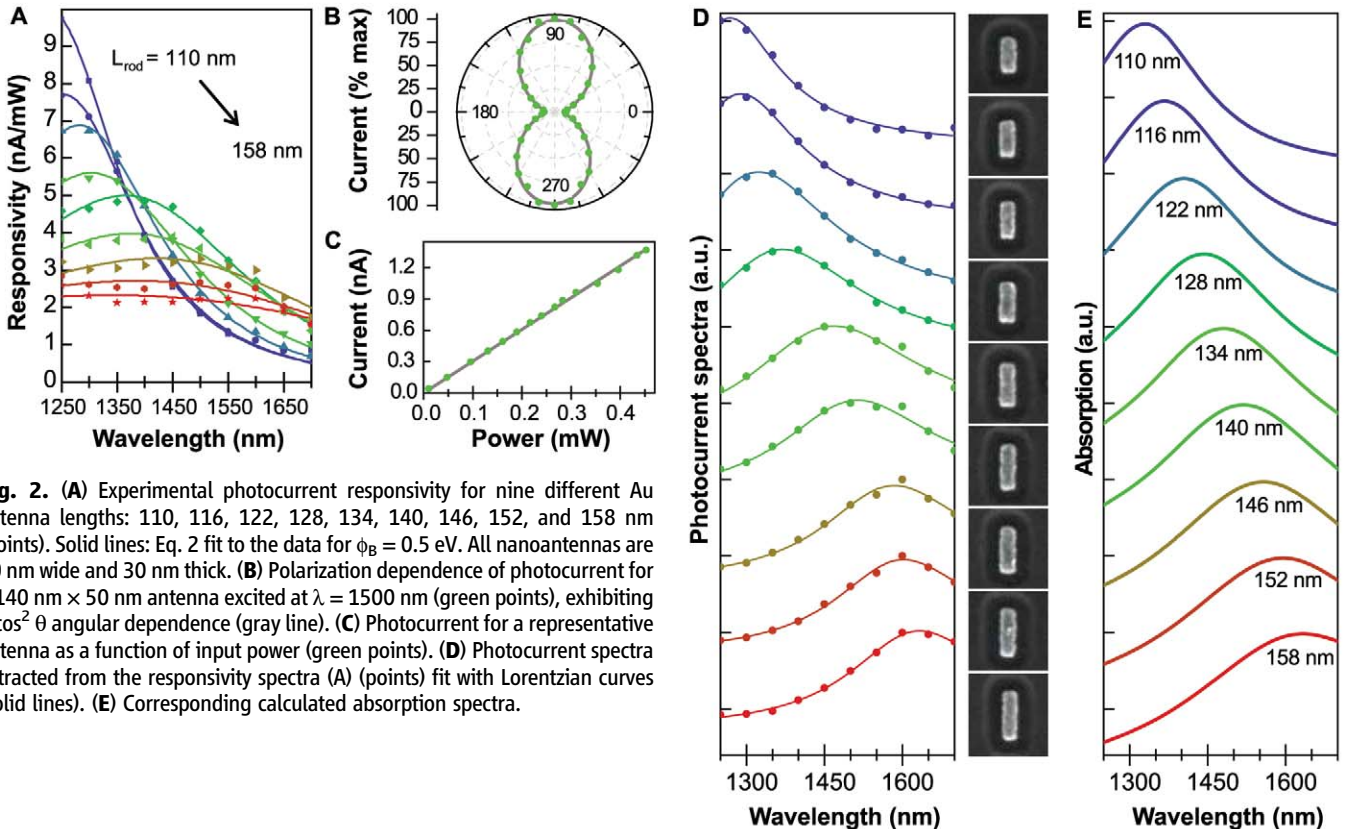 A
Responsivity (nA/mW)
9
8
7
6
5
4
3
2
1
0
L_rod = 110 nm
158 nm
1250 1350 1450 1550 1650
Wavelength (nm)
B
Current (% max)
100
75
50
25
0
25
50
75
100
90
180
0
270
C
Current (nA)
1.2
0.9
0.6
0.3
0.0
0.0 0.1 0.2 0.3 0.4
Power (mW)
g. 2. (A) Experimental photocurrent responsivity for nine different Au
tenna lengths: 110, 116, 122, 128, 134, 140, 146, 152, and 158 nm
oints). Solid lines: Eq. 2 fit to the data for ϕ_B = 0.5 eV. All nanoantennas are
nm wide and 30 nm thick. (B) Polarization dependence of photocurrent for
140 nm × 50 nm antenna excited at λ = 1500 nm (green points), exhibiting
cos² θ angular dependence (gray line). (C) Photocurrent for a representative
tenna as a function of input power (green points). (D) Photocurrent spectra
tracted from the responsivity spectra (A) (points) fit with Lorentzian curves
olid lines). (E) Corresponding calculated absorption spectra.
D
Photocurrent spectra (a.u.)
1300 1450 1600
Wavelength (nm)
E
Absorption (a.u.)
110 nm
116 nm
122 nm
128 nm
134 nm
140 nm
146 nm
152 nm
158 nm
1300 1450 1600
Wavelength (nm)